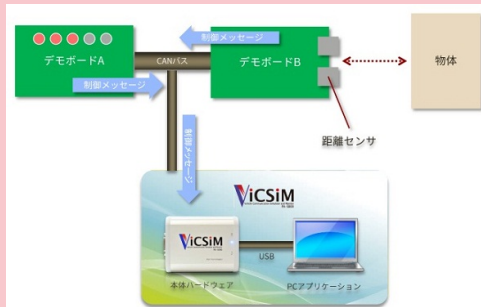 制御メッセージ
デモボードA
CANバス
デモボードB
物体
制御メッセージ
距離センサ
制御メッセージ
ViCSiM
ViCSiM
USB
本体ハードウェア
PCアプリケーション